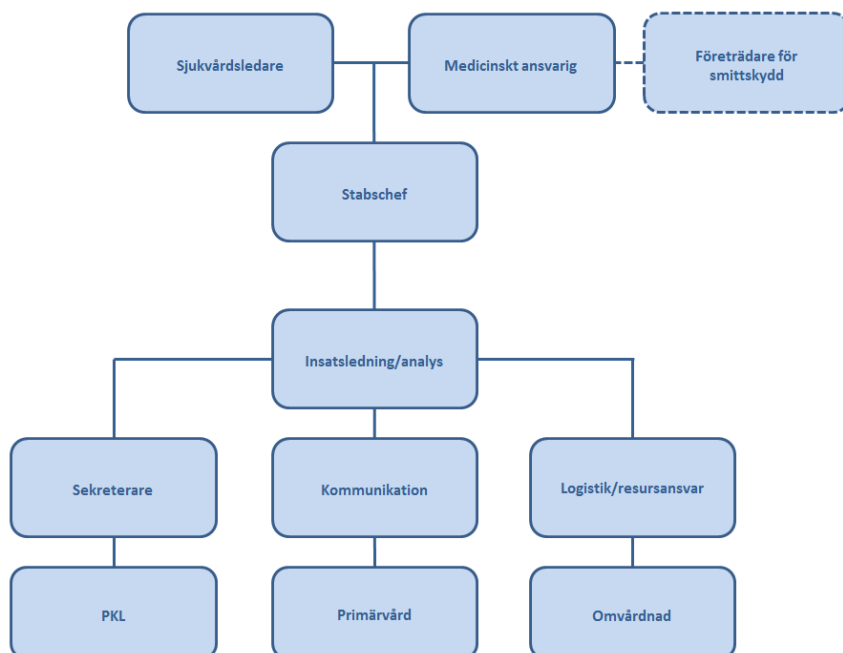 Sjukvårdsledare
Medicinskt ansvarig
Företrädare för
smittskydd
Stabschef
Insatsledning/analys
Sekreterare
Kommunikation
Logistik/resursansvar
PKL
Primärvård
Omvårdnad